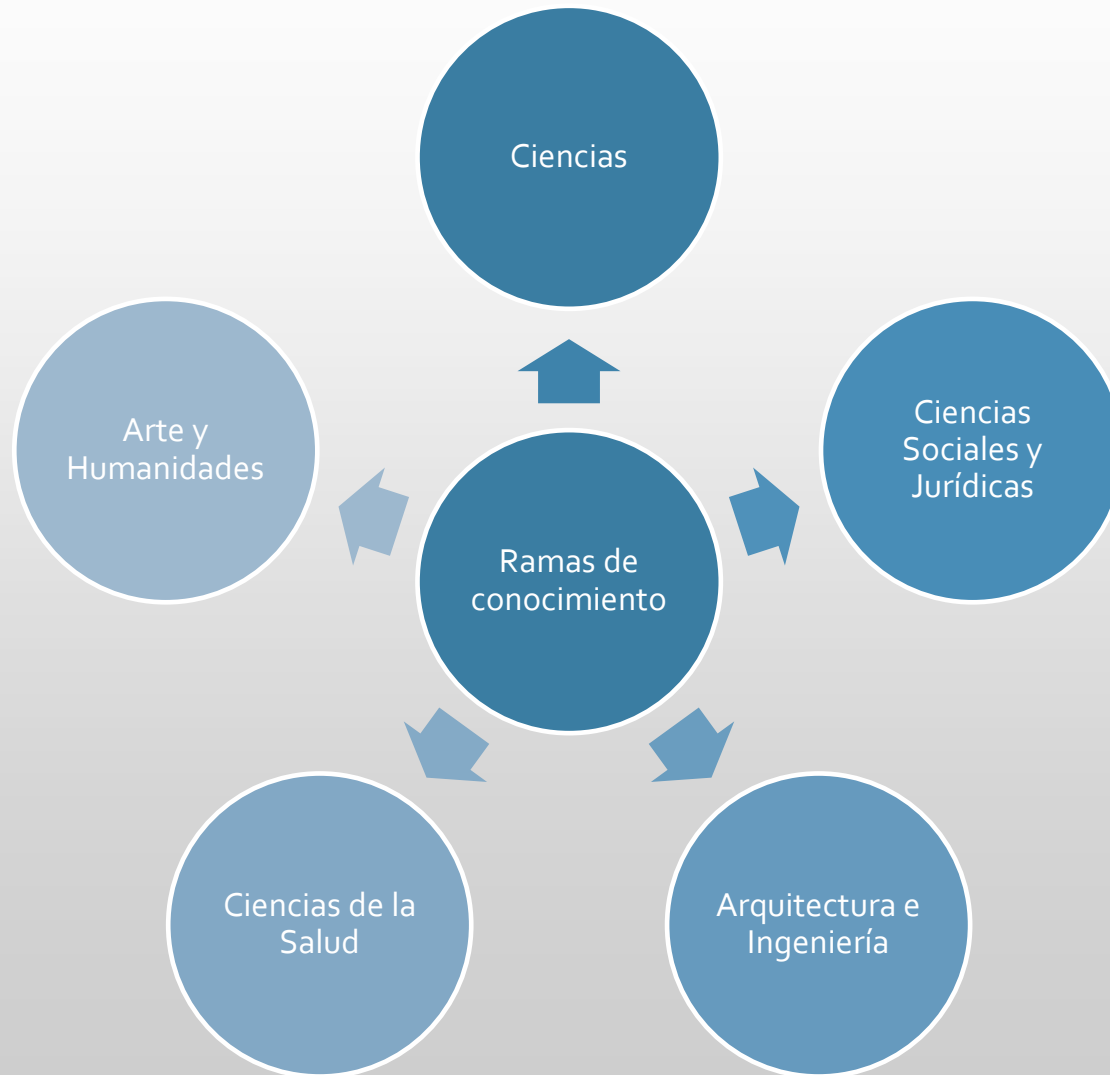 Ciencias
Arte y
Humanidades
Ciencias
Sociales y
Jurídicas
Ramas de
conocimiento
Ciencias de la
Salud
Arquitectura e
Ingeniería